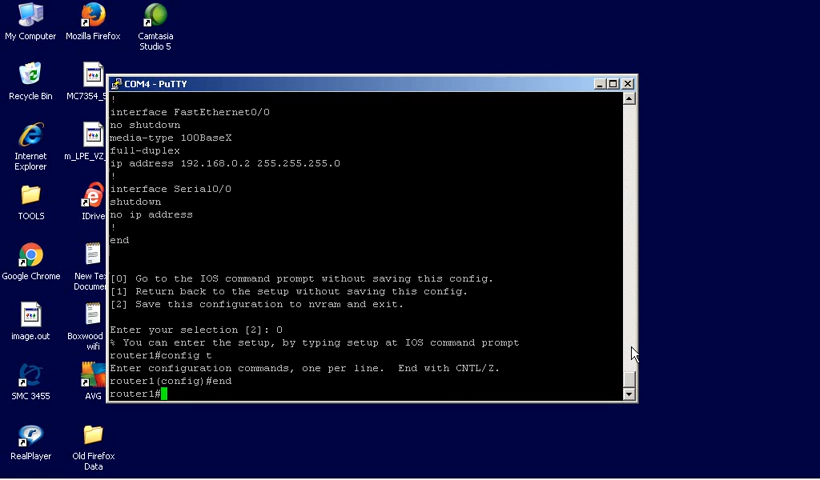 My Computer
Mozilla Firefox
Camtasia
Studio 5
Recycle Bin
MC7354_5
Internet
Explorer
m_LPE_VZ_
TOOLS
IDrive
Google Chrome
New Tex
Documen
image.out
Boxwood
wifi
SMC 3455
AVG
RealPlayer
Old Firefox
Data
COM4 - PuTTY
!
interface FastEthernet0/0
no shutdown
media-type 100BaseX
full-duplex
ip address 192.168.0.2 255.255.255.0
!
interface Serial0/0
shutdown
no ip address
!
end
[0] Go to the IOS command prompt without saving this config.
[1] Return back to the setup without saving this config.
[2] Save this configuration to nvram and exit.
Enter your selection [2]: 0
% You can enter the setup, by typing setup at IOS command prompt
router1#config t
Enter configuration commands, one per line.  End with CNTL/Z.
router1(config)#end
router1#